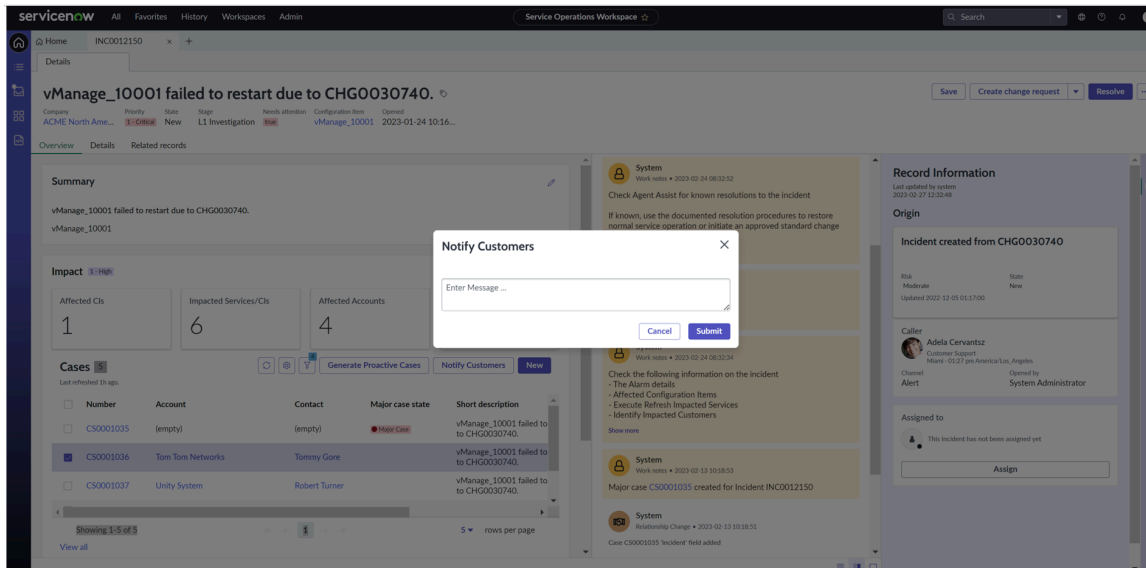 servicenow All Favorites History Workspaces Admin Service Operations Workspace Search
Home INC0012150 × +
Details
vManage_10001 failed to restart due to CHG0030740.
Save Create change request Resolve
Company Priority State Stage Needs attention Configuration item Opened
ACME North Ame... 1 - Critical New L1 Investigation true vManage_10001 2023-01-24 10:16...
Overview Details Related records
Summary
vManage_10001 failed to restart due to CHG0030740.
vManage_10001
Impact 1 - High
Affected CIs Impacted Services/CIs Affected Accounts
1 6 4
Cases 5
Last refreshed 1h ago.
4
Generate Proactive Cases Notify Customers New
Number Account Contact Major case state Short description
CS0001035 (empty) (empty) Major Case vManage_10001 failed to
to CHG0030740.
CS0001036 Tom Tom Networks Tommy Gore vManage_10001 failed to
to CHG0030740.
CS0001037 Unity System Robert Turner vManage_10001 failed to
to CHG0030740.
Showing 1-5 of 5 1 5 rows per page
View all
Notify Customers
Enter Message ...
Cancel Submit
System
Work notes • 2023-02-24 08:32:52
Check Agent Assist for known resolutions to the incident
If known, use the documented resolution procedures to restore
normal service operation or initiate an approved standard change
Work notes • 2023-02-24 08:32:34
Check the following information on the incident
- The Alarm details
- Affected Configuration Items
- Execute Refresh Impacted Services
- Identify Impacted Customers
Show more
System
Work notes • 2023-02-13 10:18:53
Major case CS0001035 created for Incident INC0012150
System
Relationship Change • 2023-02-13 10:18:51
Case CS0001035 'Incident' field added
Record Information
Last updated by system
2023-02-27 12:32:48
Origin
Incident created from CHG0030740
Risk State
Moderate New
Updated 2022-12-05 01:17:00
Caller
Adela Cervantsz
Customer Support
Miami · 01:27 pm America/Los_Angeles
Channel Opened by
Alert System Administrator
Assigned to
This incident has not been assigned yet
Assign